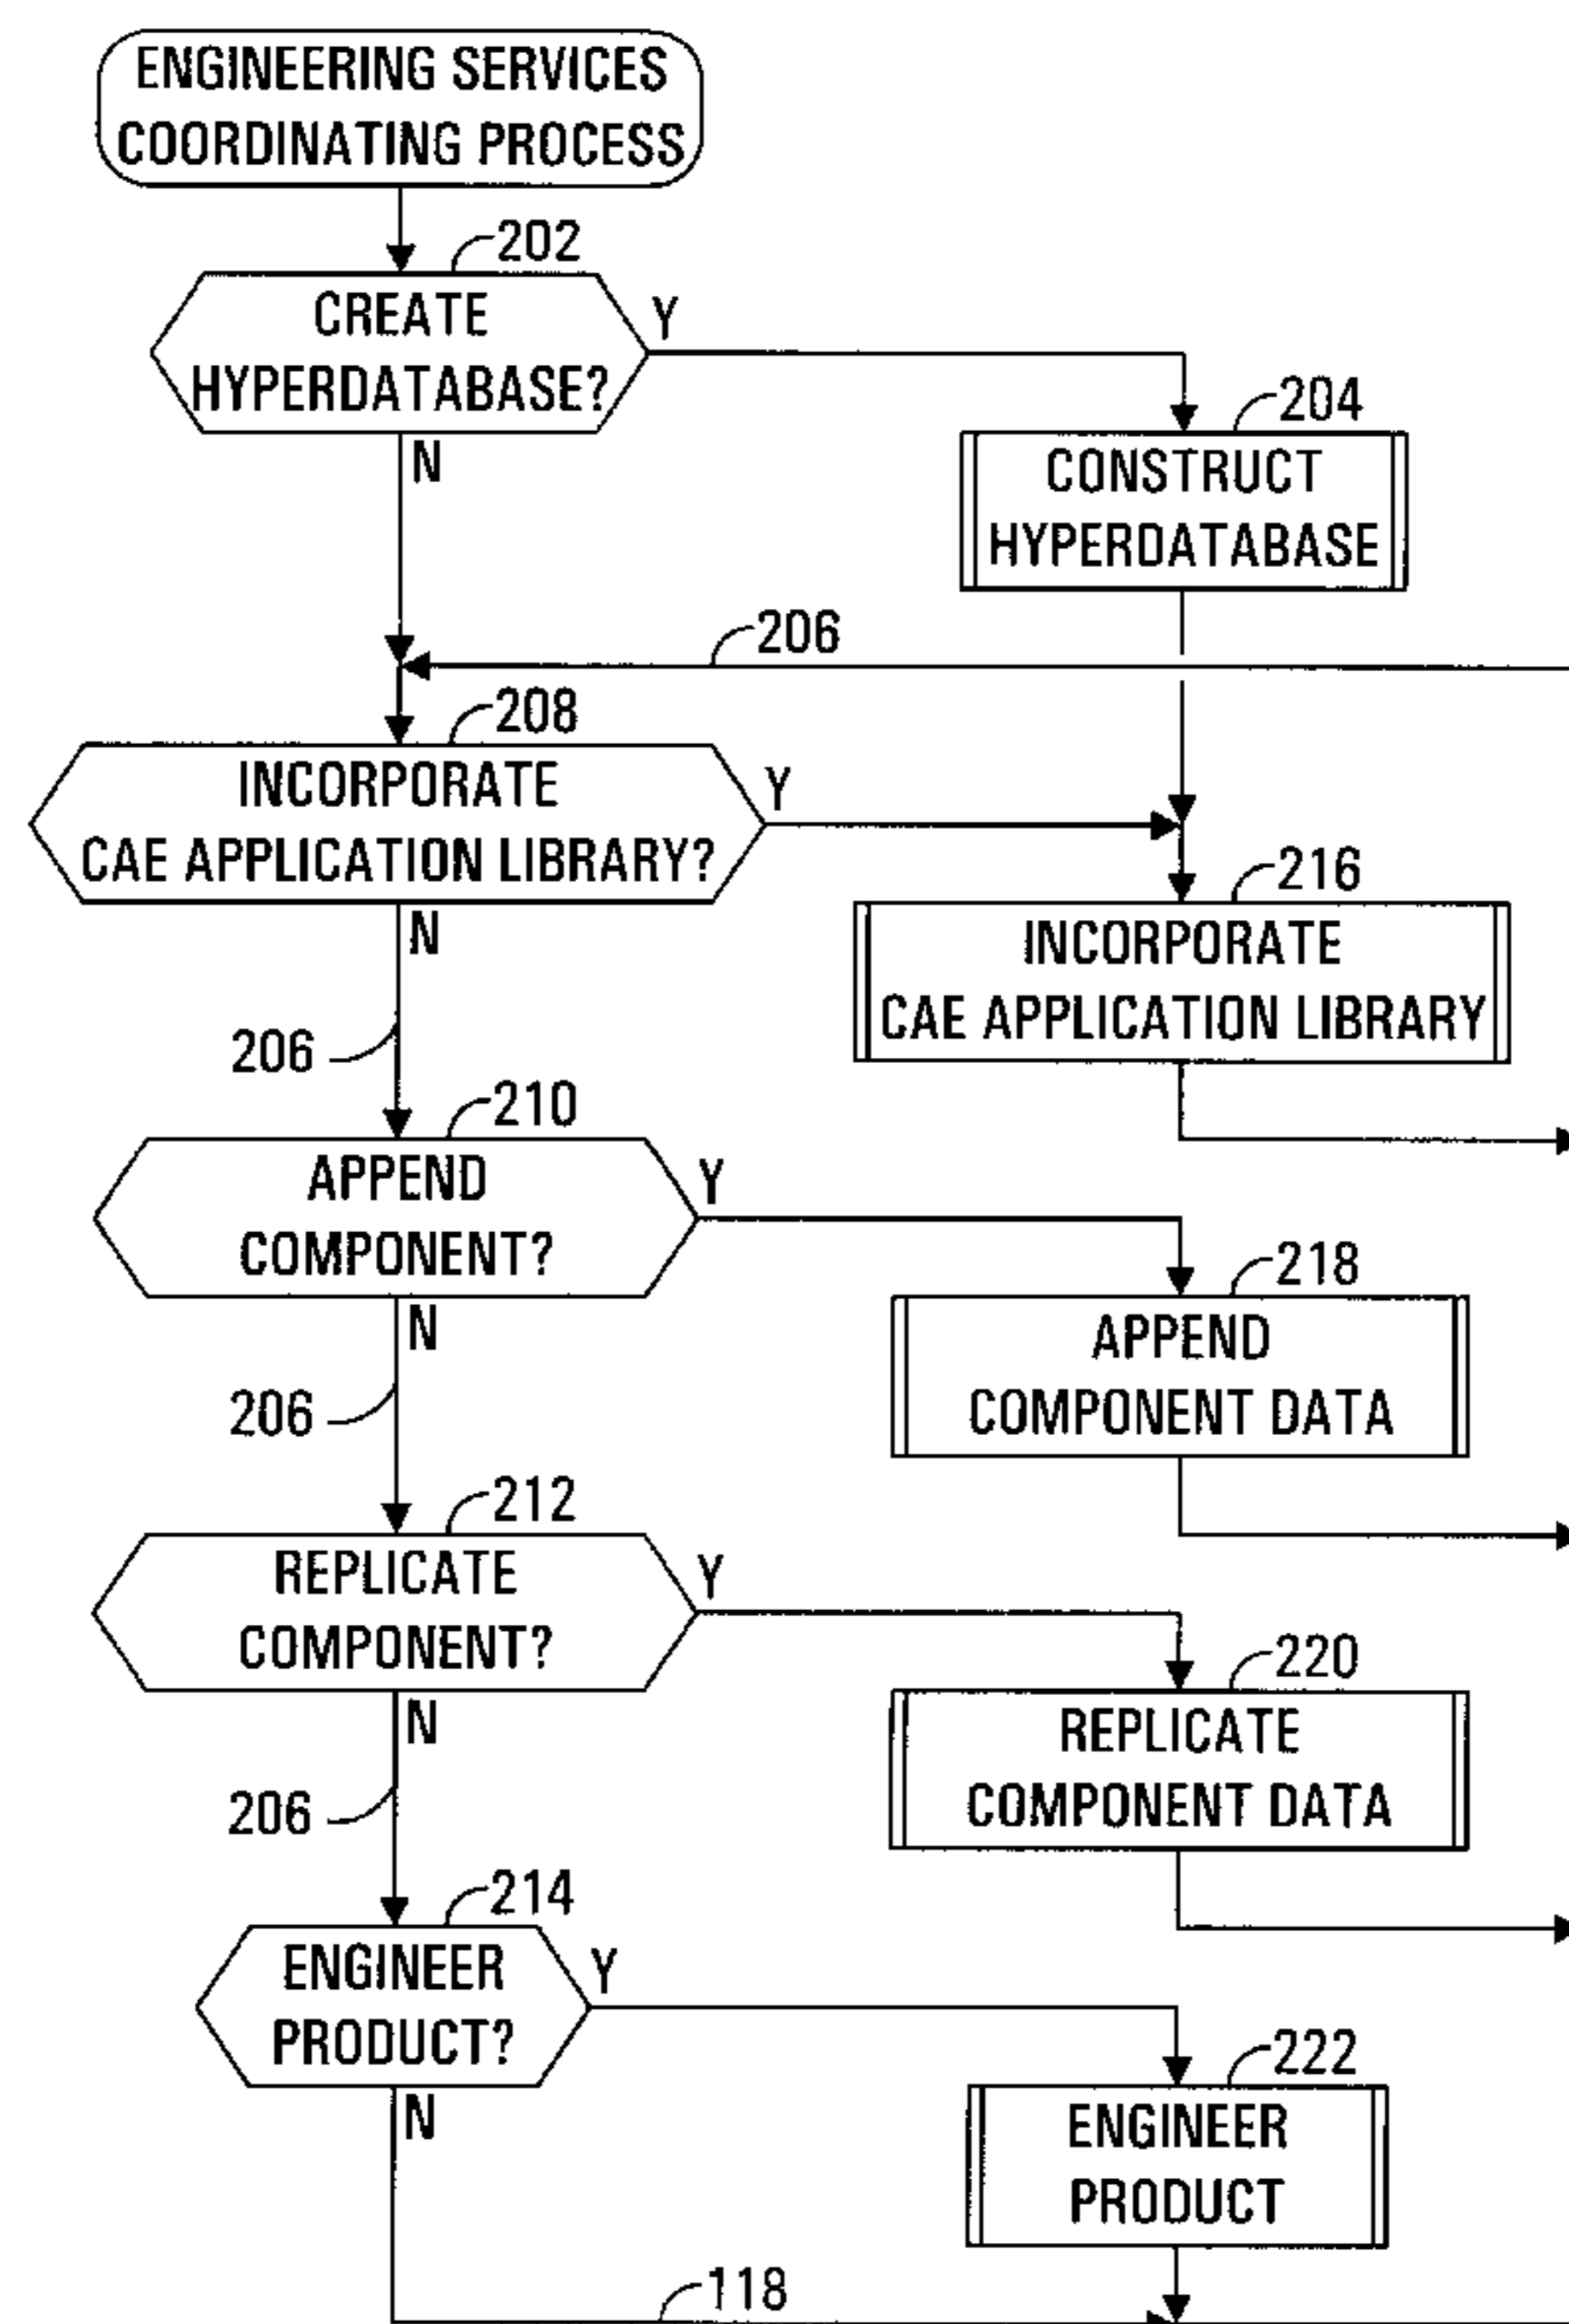 ENGINEERING SERVICES
COORDINATING PROCESS
202
CREATE
HYPERDATABASE?
Y
N
204
CONSTRUCT
HYPERDATABASE
206
208
INCORPORATE
CAE APPLICATION LIBRARY?
Y
N
216
INCORPORATE
CAE APPLICATION LIBRARY
206
210
APPEND
COMPONENT?
Y
N
218
APPEND
COMPONENT DATA
206
212
REPLICATE
COMPONENT?
Y
N
220
REPLICATE
COMPONENT DATA
206
214
ENGINEER
PRODUCT?
Y
N
222
ENGINEER
PRODUCT
118